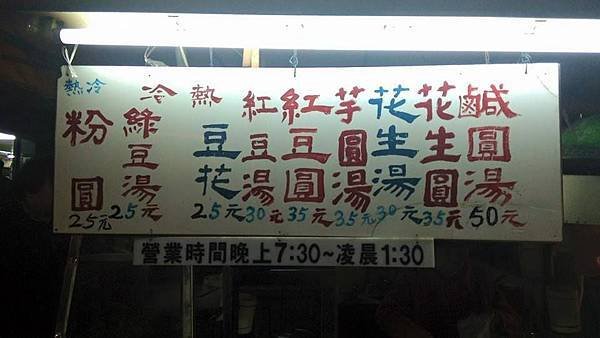 鹹圓湯 50元
花生圓 35元
花生湯 30元
芋圓湯 35元
紅豆圓 35元
紅豆湯 30元
熱 豆花 25元
冷 綠豆湯 25元
熱冷 粉圓 25元
營業時間晚上7:30~凌晨1:30